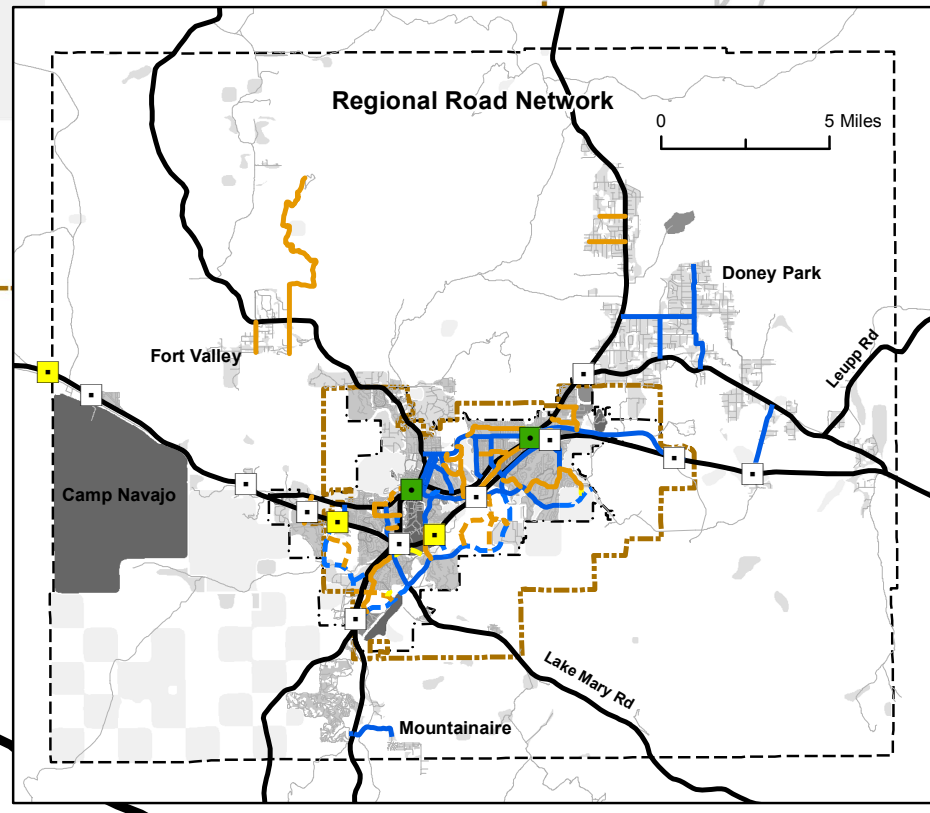 Regional Road Network
0
5 Miles
Doney Park
Fort Valley
Leupp Rd
Camp Navajo
Lake Mary Rd
Mountainaire